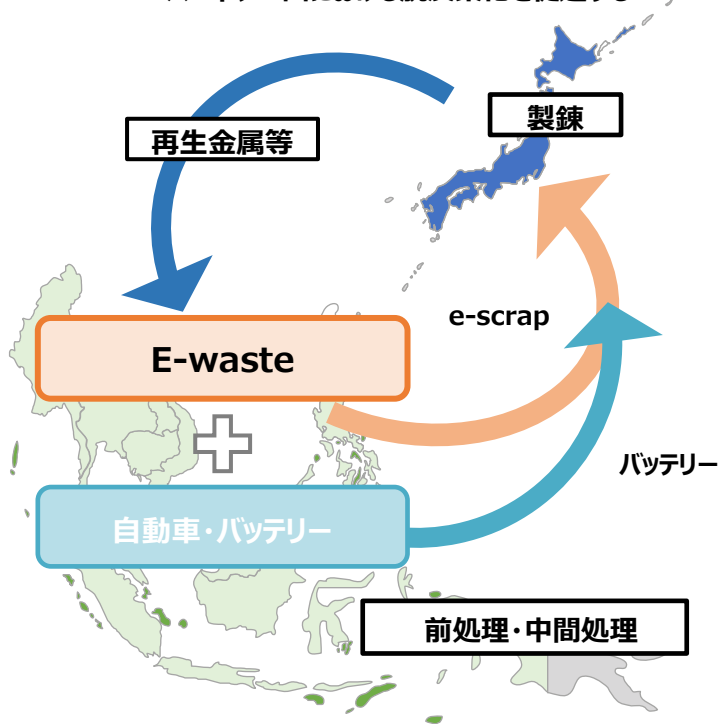 製錬
再生金属等
e-scrap
E-waste
バッテリー
自動車・バッテリー
前処理・中間処理